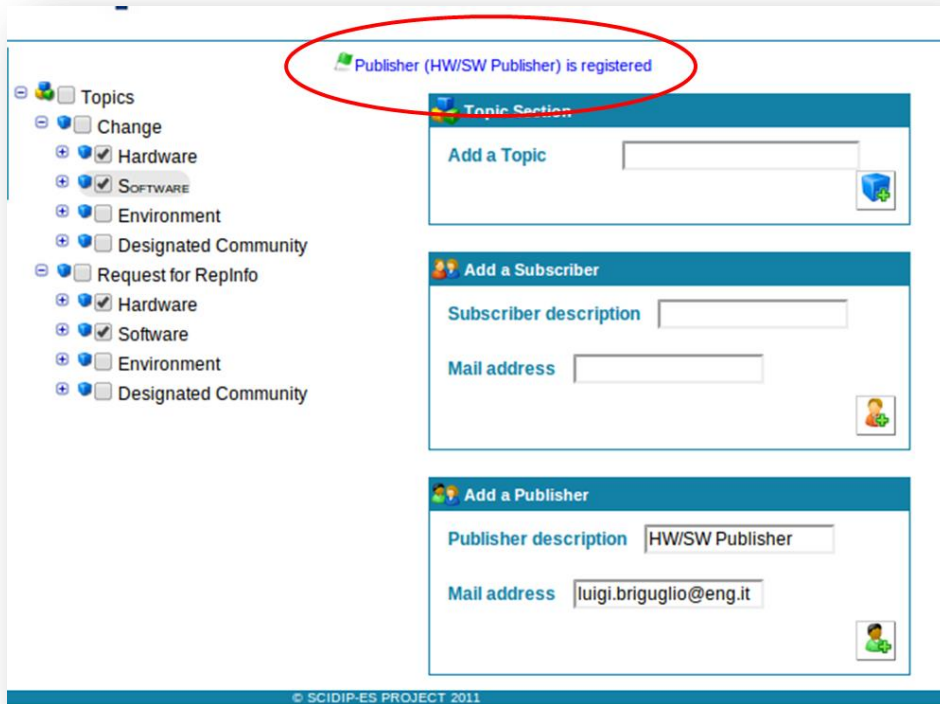 Publisher (HW/SW Publisher) is registered
Topics
Change
Hardware
SOFTWARE
Environment
Designated Community
Request for RepInfo
Hardware
Software
Environment
Designated Community
Topic Section
Add a Topic
Add a Subscriber
Subscriber description
Mail address
Add a Publisher
Publisher description HW/SW Publisher
Mail address luigi.briguglio@eng.it
© SCIDIP-ES PROJECT 2011